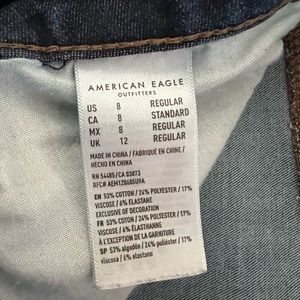 AMERICAN EAGLE
OUTFITTERS
US 8 REGULAR
CA 8 STANDARD
MX 8 REGULAR
UK 12 REGULAR
MADE IN CHINA / FABRIQUÉ EN CHINE /
HECHO EN CHINA
RN 54485/CA 03873
RFC# AEM120605URA
EN 53% COTTON / 24% POLYESTER / 17%
VISCOSE / 6% ELASTANE
EXCLUSIVE OF DECORATION
FR 53% COTON / 24% POLYESTER / 17%
VISCOSE / 6% ÉLASTHANNE
À L'EXCEPTION DE LA GARNITURE
SP 53% algodón / 24% poliéster / 17%
viscosa / 6% elastano